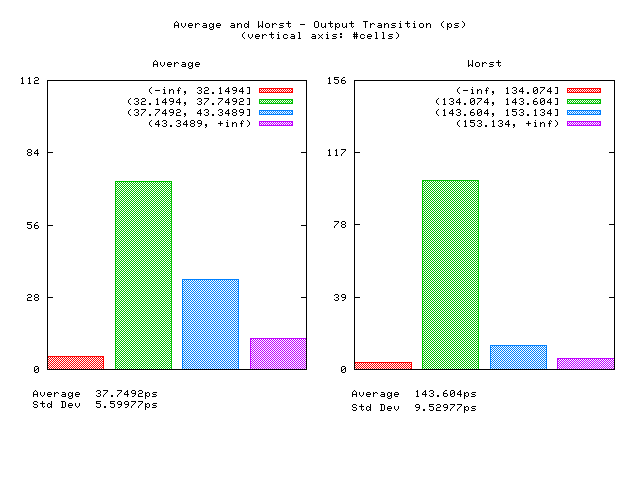 Average and Worst - Output Transition (ps)
(vertical axis: #cells)
Average
112
84
56
28
0
(-inf, 32.1494]
(32.1494, 37.7492]
(37.7492, 43.3489]
(43.3489, +inf)
Average 37.7492ps
Std Dev 5.59977ps
Worst
156
117
78
39
0
(-inf, 134.074]
(134.074, 143.604]
(143.604, 153.134]
(153.134, +inf)
Average 143.604ps
Std Dev 9.52977ps